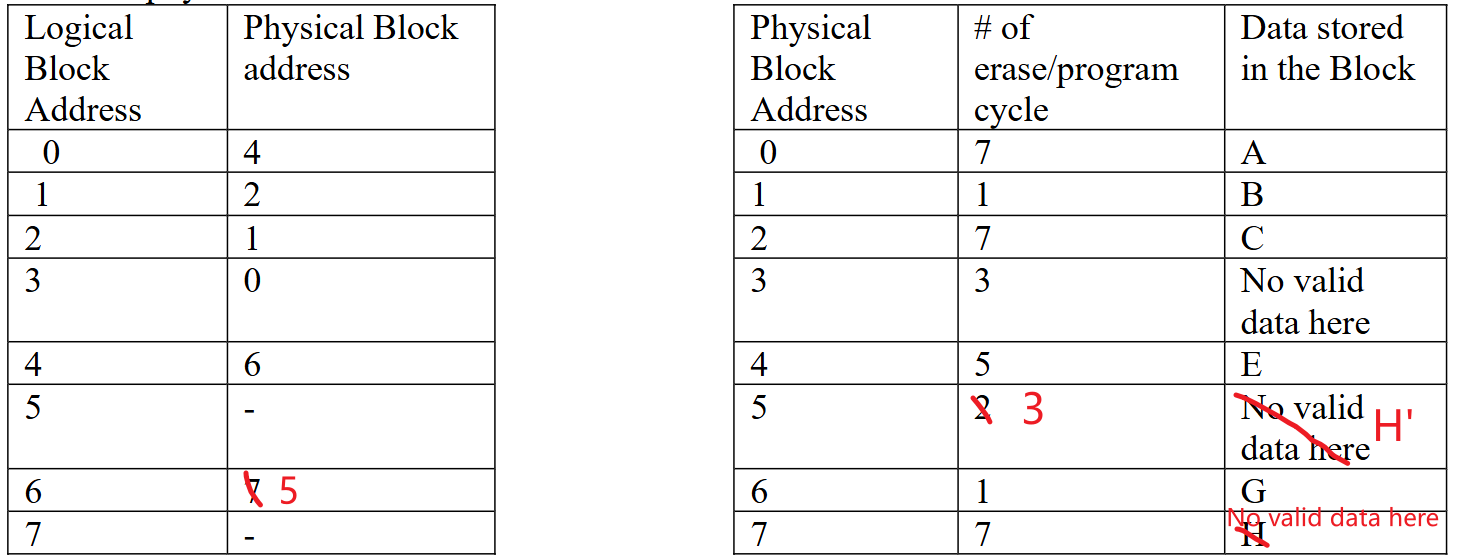 Logical Block Address | Physical Block address
0 | 4
1 | 2
2 | 1
3 | 0
4 | 6
5 | -
6 | 7 5
7 | -
Physical Block Address | # of erase/program cycle | Data stored in the Block
0 | 7 | A
1 | 1 | B
2 | 7 | C
3 | 3 | No valid data here
4 | 5 | E
5 | 2 3 | No valid data here H'
6 | 1 | G
7 | 7 | H No valid data here